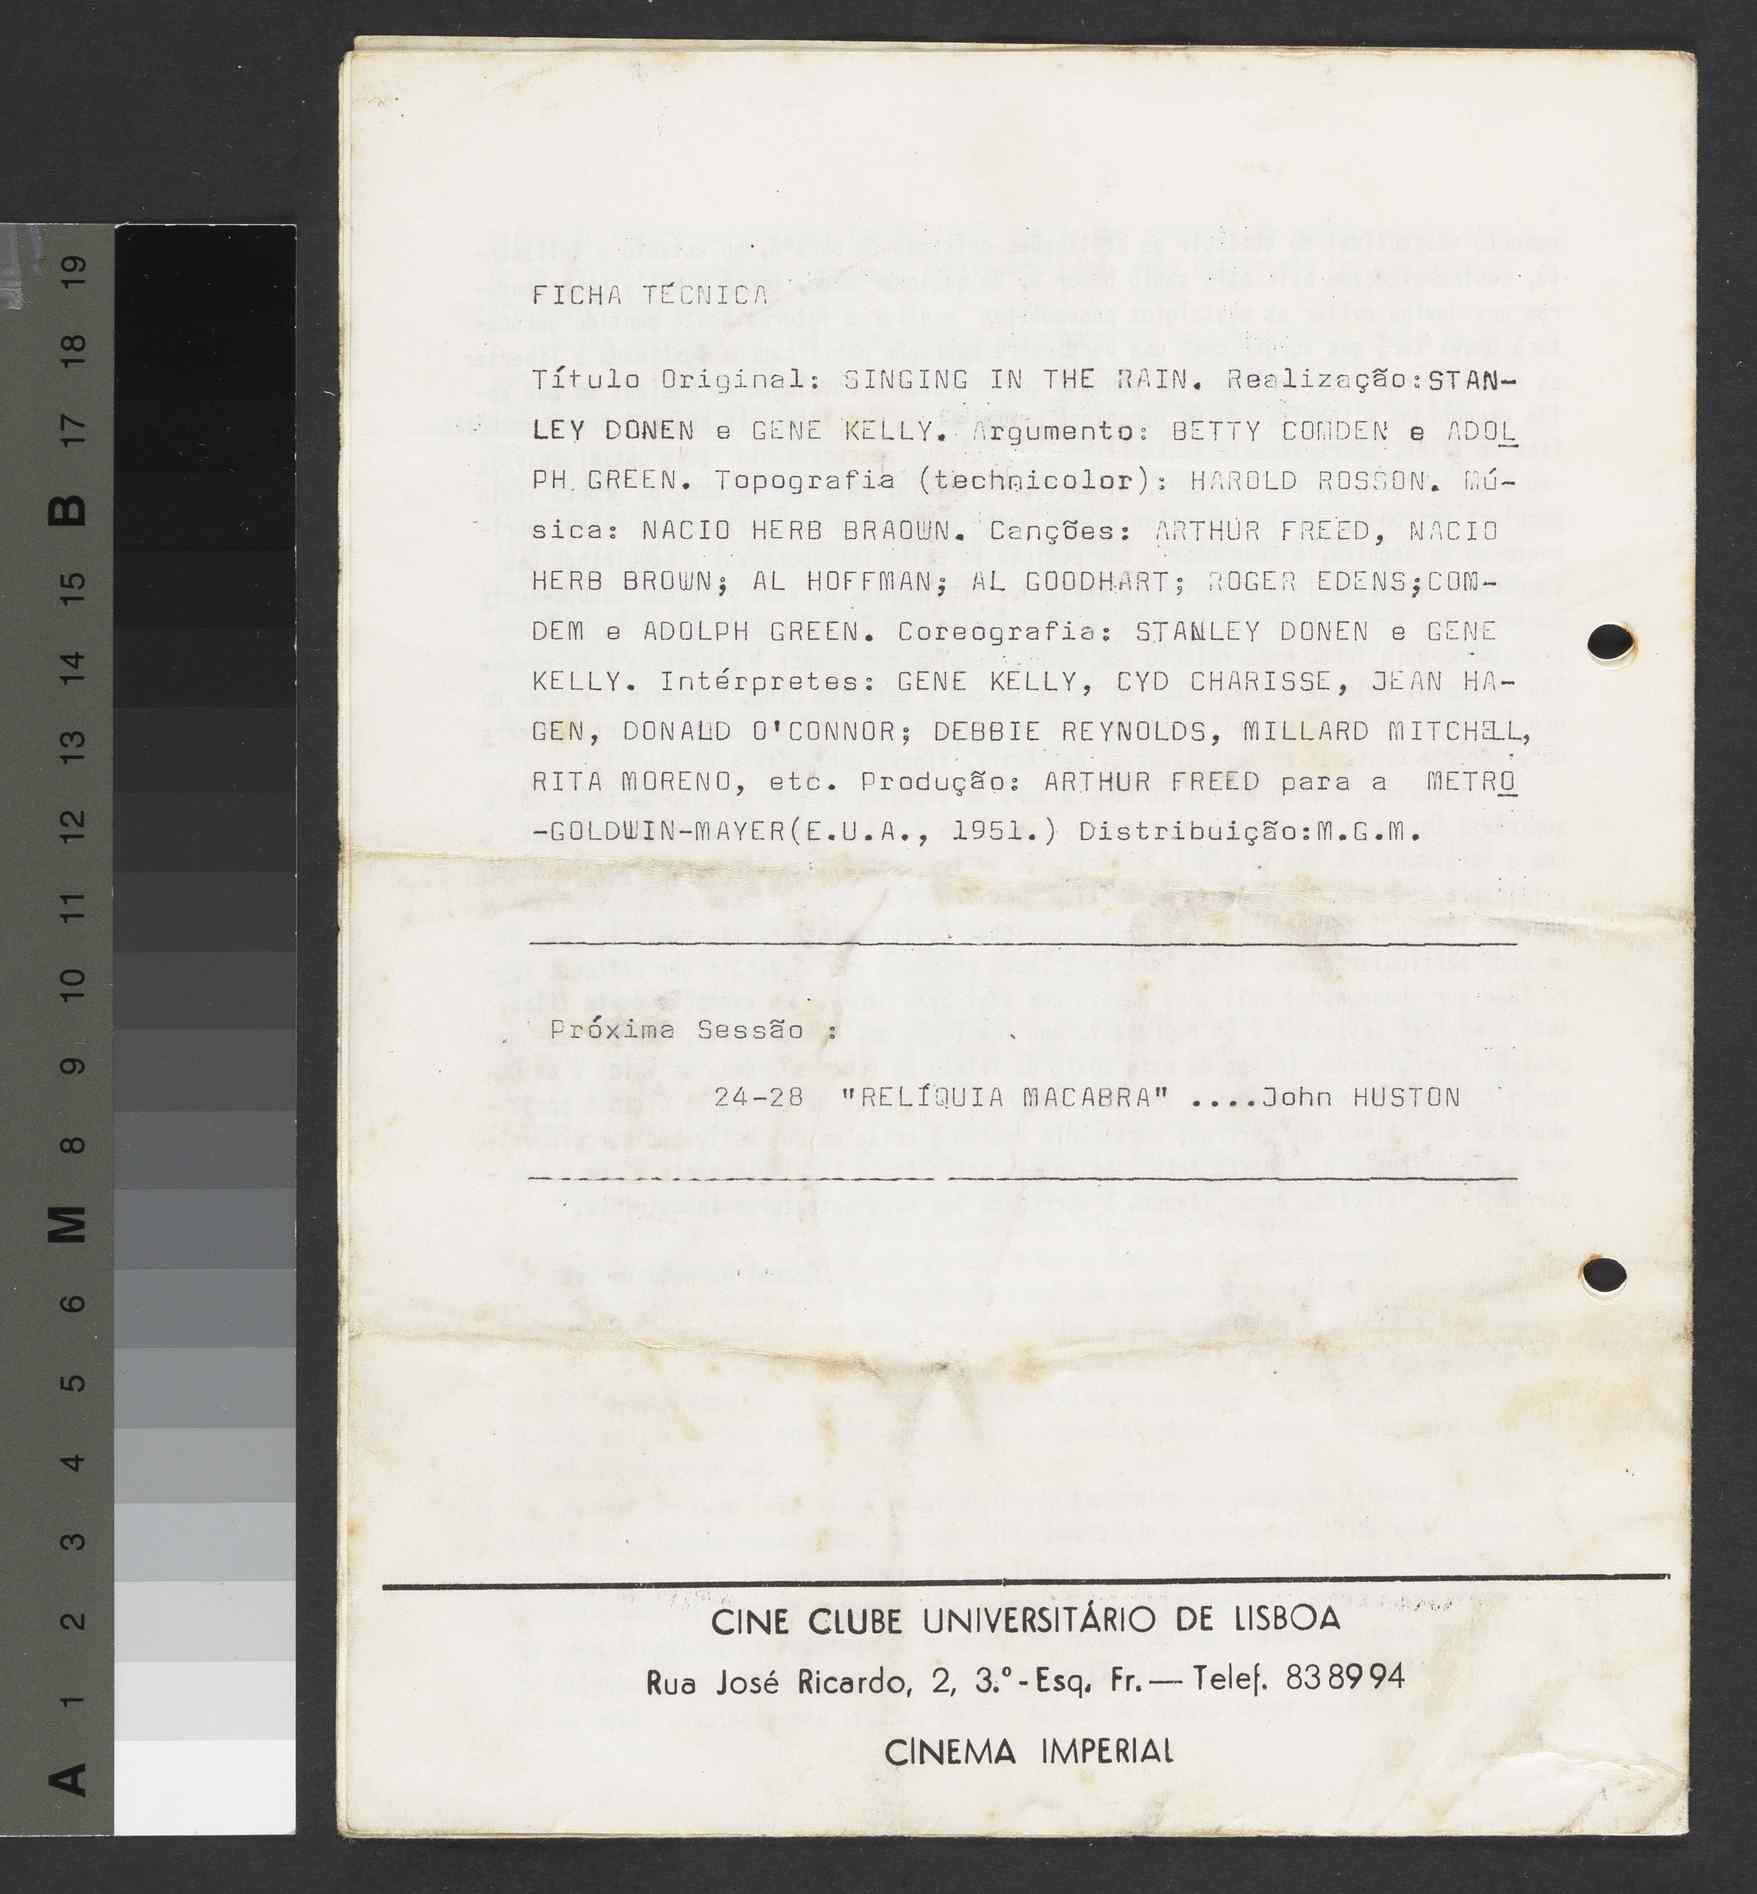 FICHA TÉCNICA
Título Original: SINGING IN THE RAIN. Realização:STAN-
LEY DONEN e GENE KELLY. Argumento: BETTY COMDEN e ADOL
PH GREEN. Topografia (technicolor): HAROLD ROSSON. Mú-
sica: NACIO HERB BRAOWN. Canções: ARTHUR FREED, NACIO
HERB BROWN; AL HOFFMAN; AL GOODHART; ROGER EDENS;COM-
DEM e ADOLPH GREEN. Coreografia: STANLEY DONEN e GENE
KELLY. Intérpretes: GENE KELLY, CYD CHARISSE, JEAN HA-
GEN, DONALD O'CONNOR; DEBBIE REYNOLDS, MILLARD MITCHELL,
RITA MORENO, etc. Produção: ARTHUR FREED para a METRO
-GOLDWIN-MAYER(E.U.A., 1951.) Distribuição:M.G.M.
Próxima Sessão :
24-28 "RELÍQUIA MACABRA" ....John HUSTON
CINE CLUBE UNIVERSITÁRIO DE LISBOA
Rua José Ricardo, 2, 3.º-Esq. Fr.— Telef. 838994
CINEMA IMPERIAL
A 1 2 3 4 5 6 M 8 9 10 11 12 13 14 15 B 17 18 19